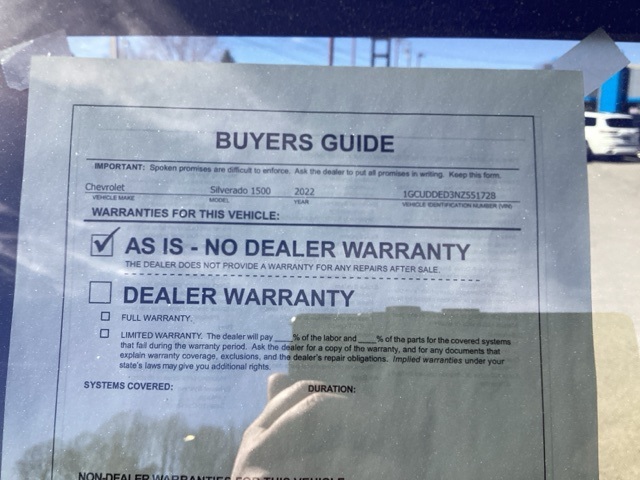 BUYERS GUIDE
IMPORTANT: Spoken promises are difficult to enforce. Ask the dealer to put all promises in writing. Keep this form.
Chevrolet Silverado 1500 2022 1GCUDDED3NZ551728
VEHICLE MAKE MODEL YEAR VEHICLE IDENTIFICATION NUMBER (VIN)
WARRANTIES FOR THIS VEHICLE:
AS IS - NO DEALER WARRANTY
THE DEALER DOES NOT PROVIDE A WARRANTY FOR ANY REPAIRS AFTER SALE.
DEALER WARRANTY
FULL WARRANTY.
LIMITED WARRANTY. The dealer will pay ____% of the labor and ____% of the parts for the covered systems
that fail during the warranty period. Ask the dealer for a copy of the warranty, and for any documents that
explain warranty coverage, exclusions, and the dealer's repair obligations. Implied warranties under your
state's laws may give you additional rights.
SYSTEMS COVERED: DURATION:
NON-DEALER WARRANTIES FOR THIS VEHICLE